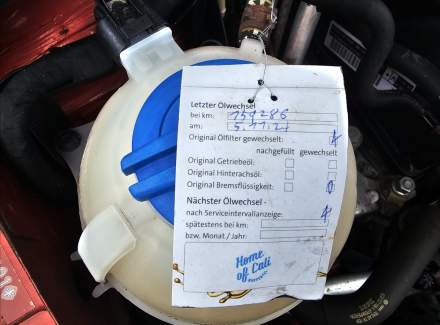 Letzter Ölwechsel
bei km: 159286
am: 5.11.21
Original Ölfilter gewechselt:
nachgefüllt gewechselt
Original Getriebeöl:
Original Hinterachsöl:
Original Bremsflüssigkeit:
Nächster Ölwechsel -
nach Serviceintervallanzeige:
spätestens bei km:
bzw. Monat / Jahr:
Home
of Cali